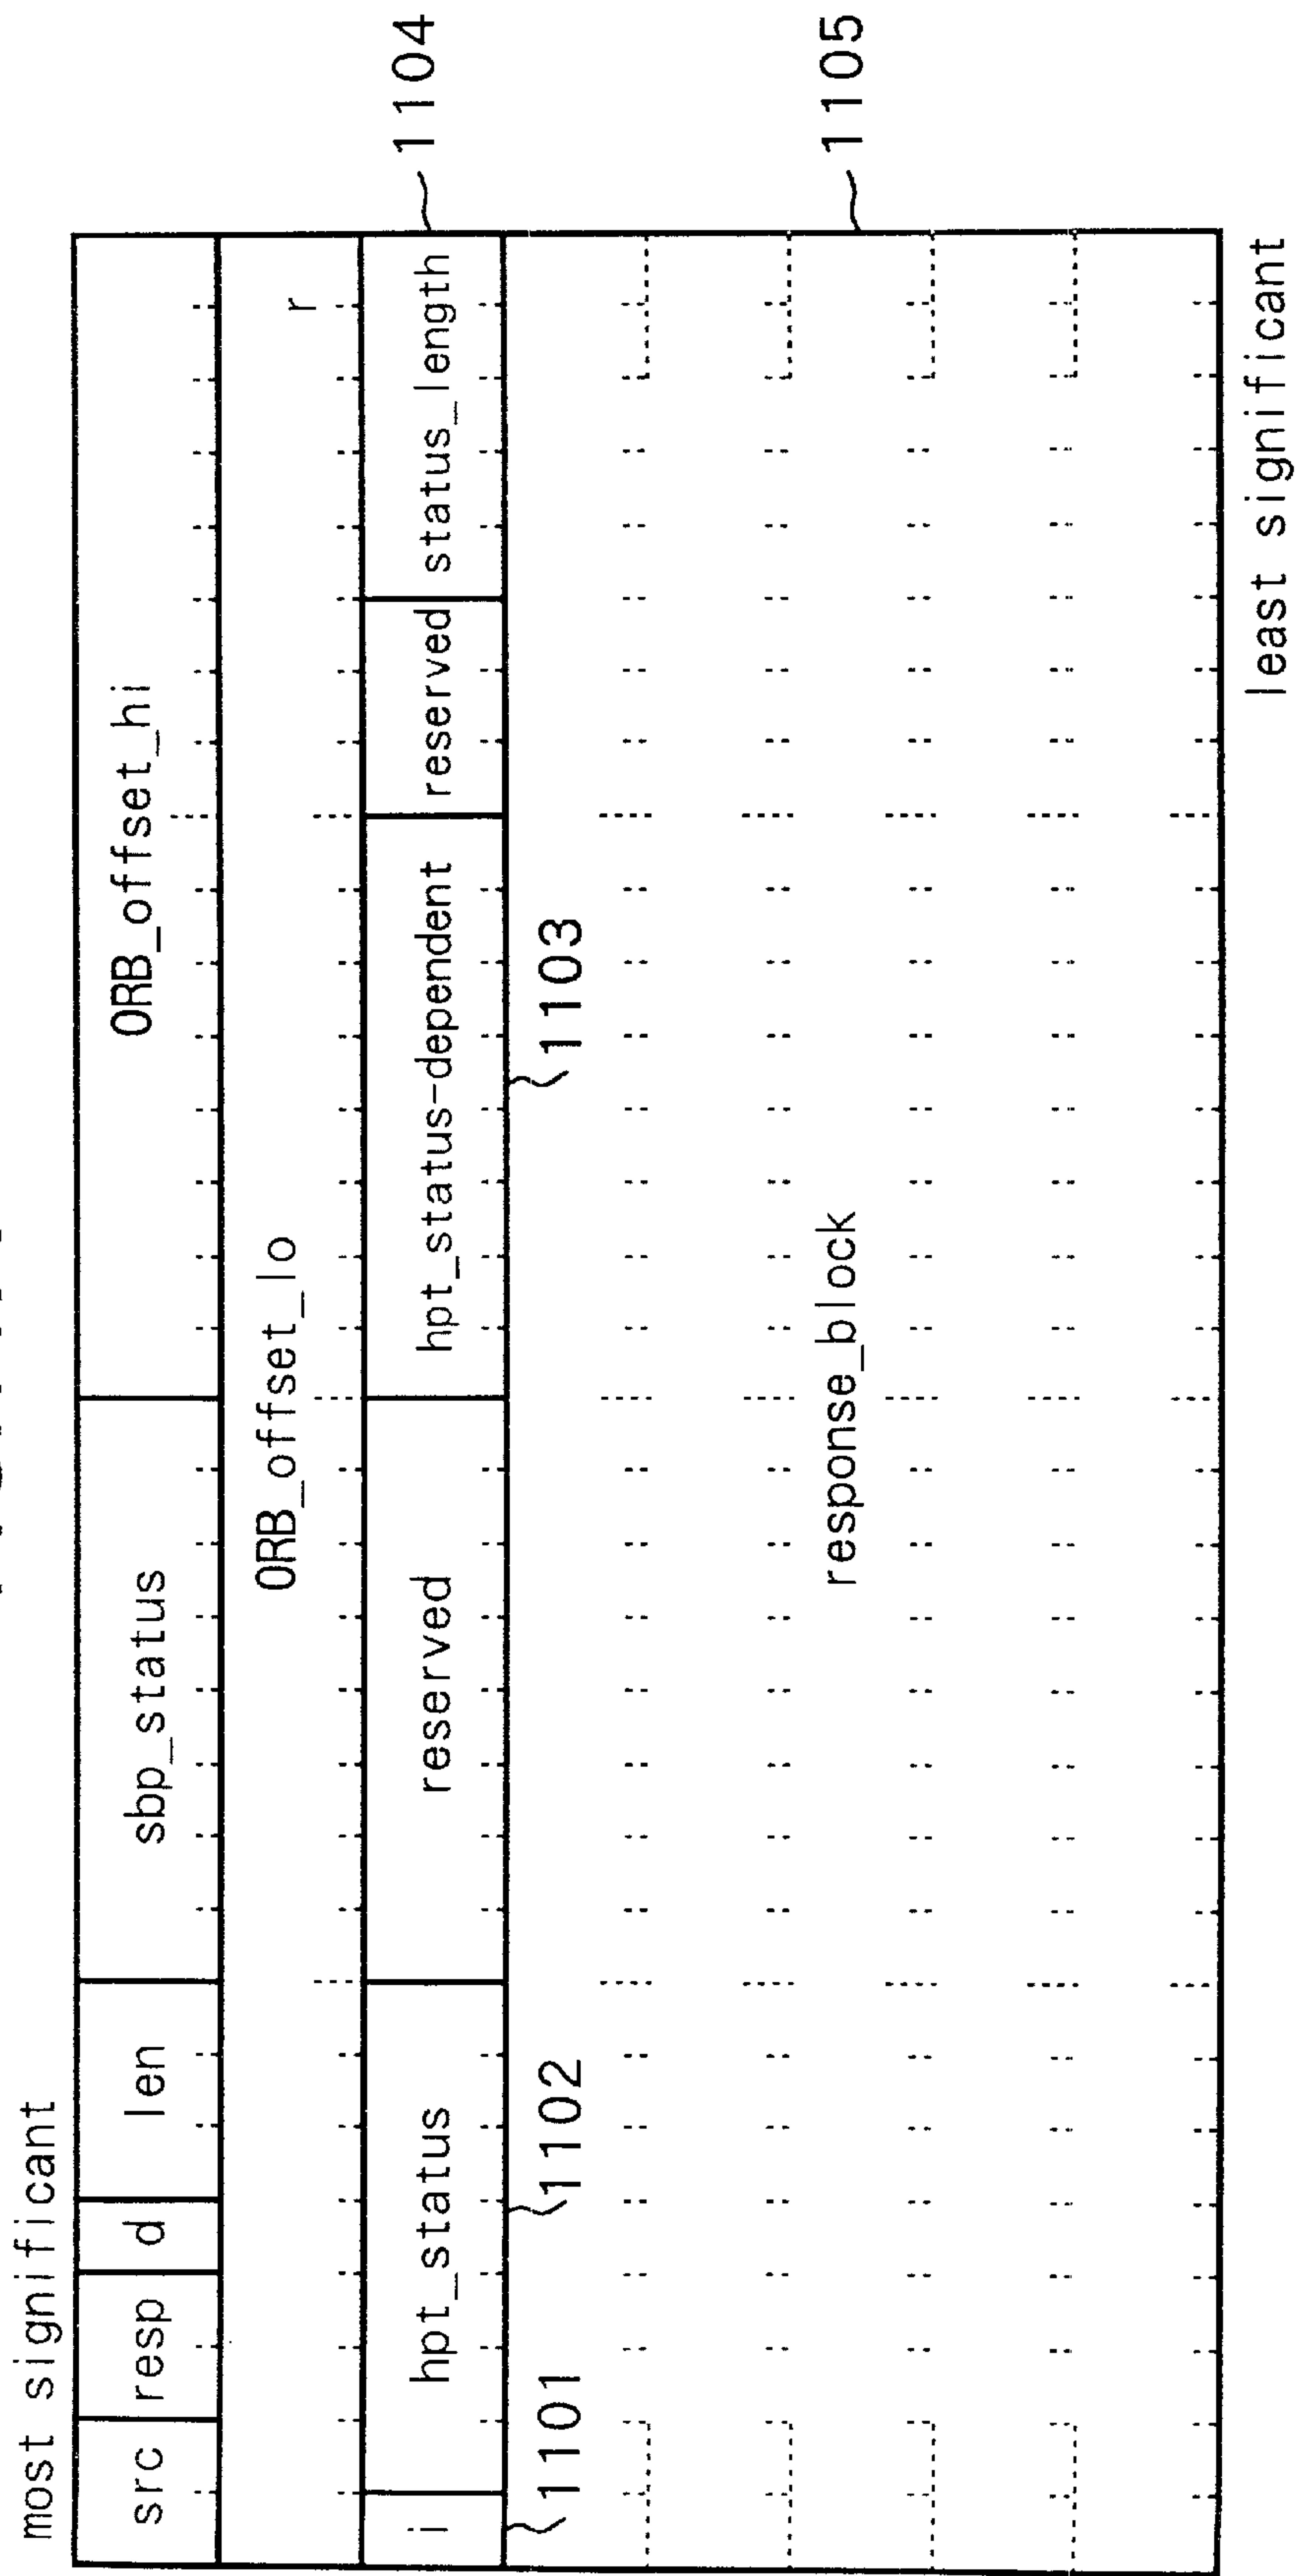 most significant
src resp d len sbp_status ORB_offset_hi
ORB_offset_lo r
i hpt_status reserved hpt_status-dependent reserved status_length
1101 1102 1103 1104
response_block 1105
least significant